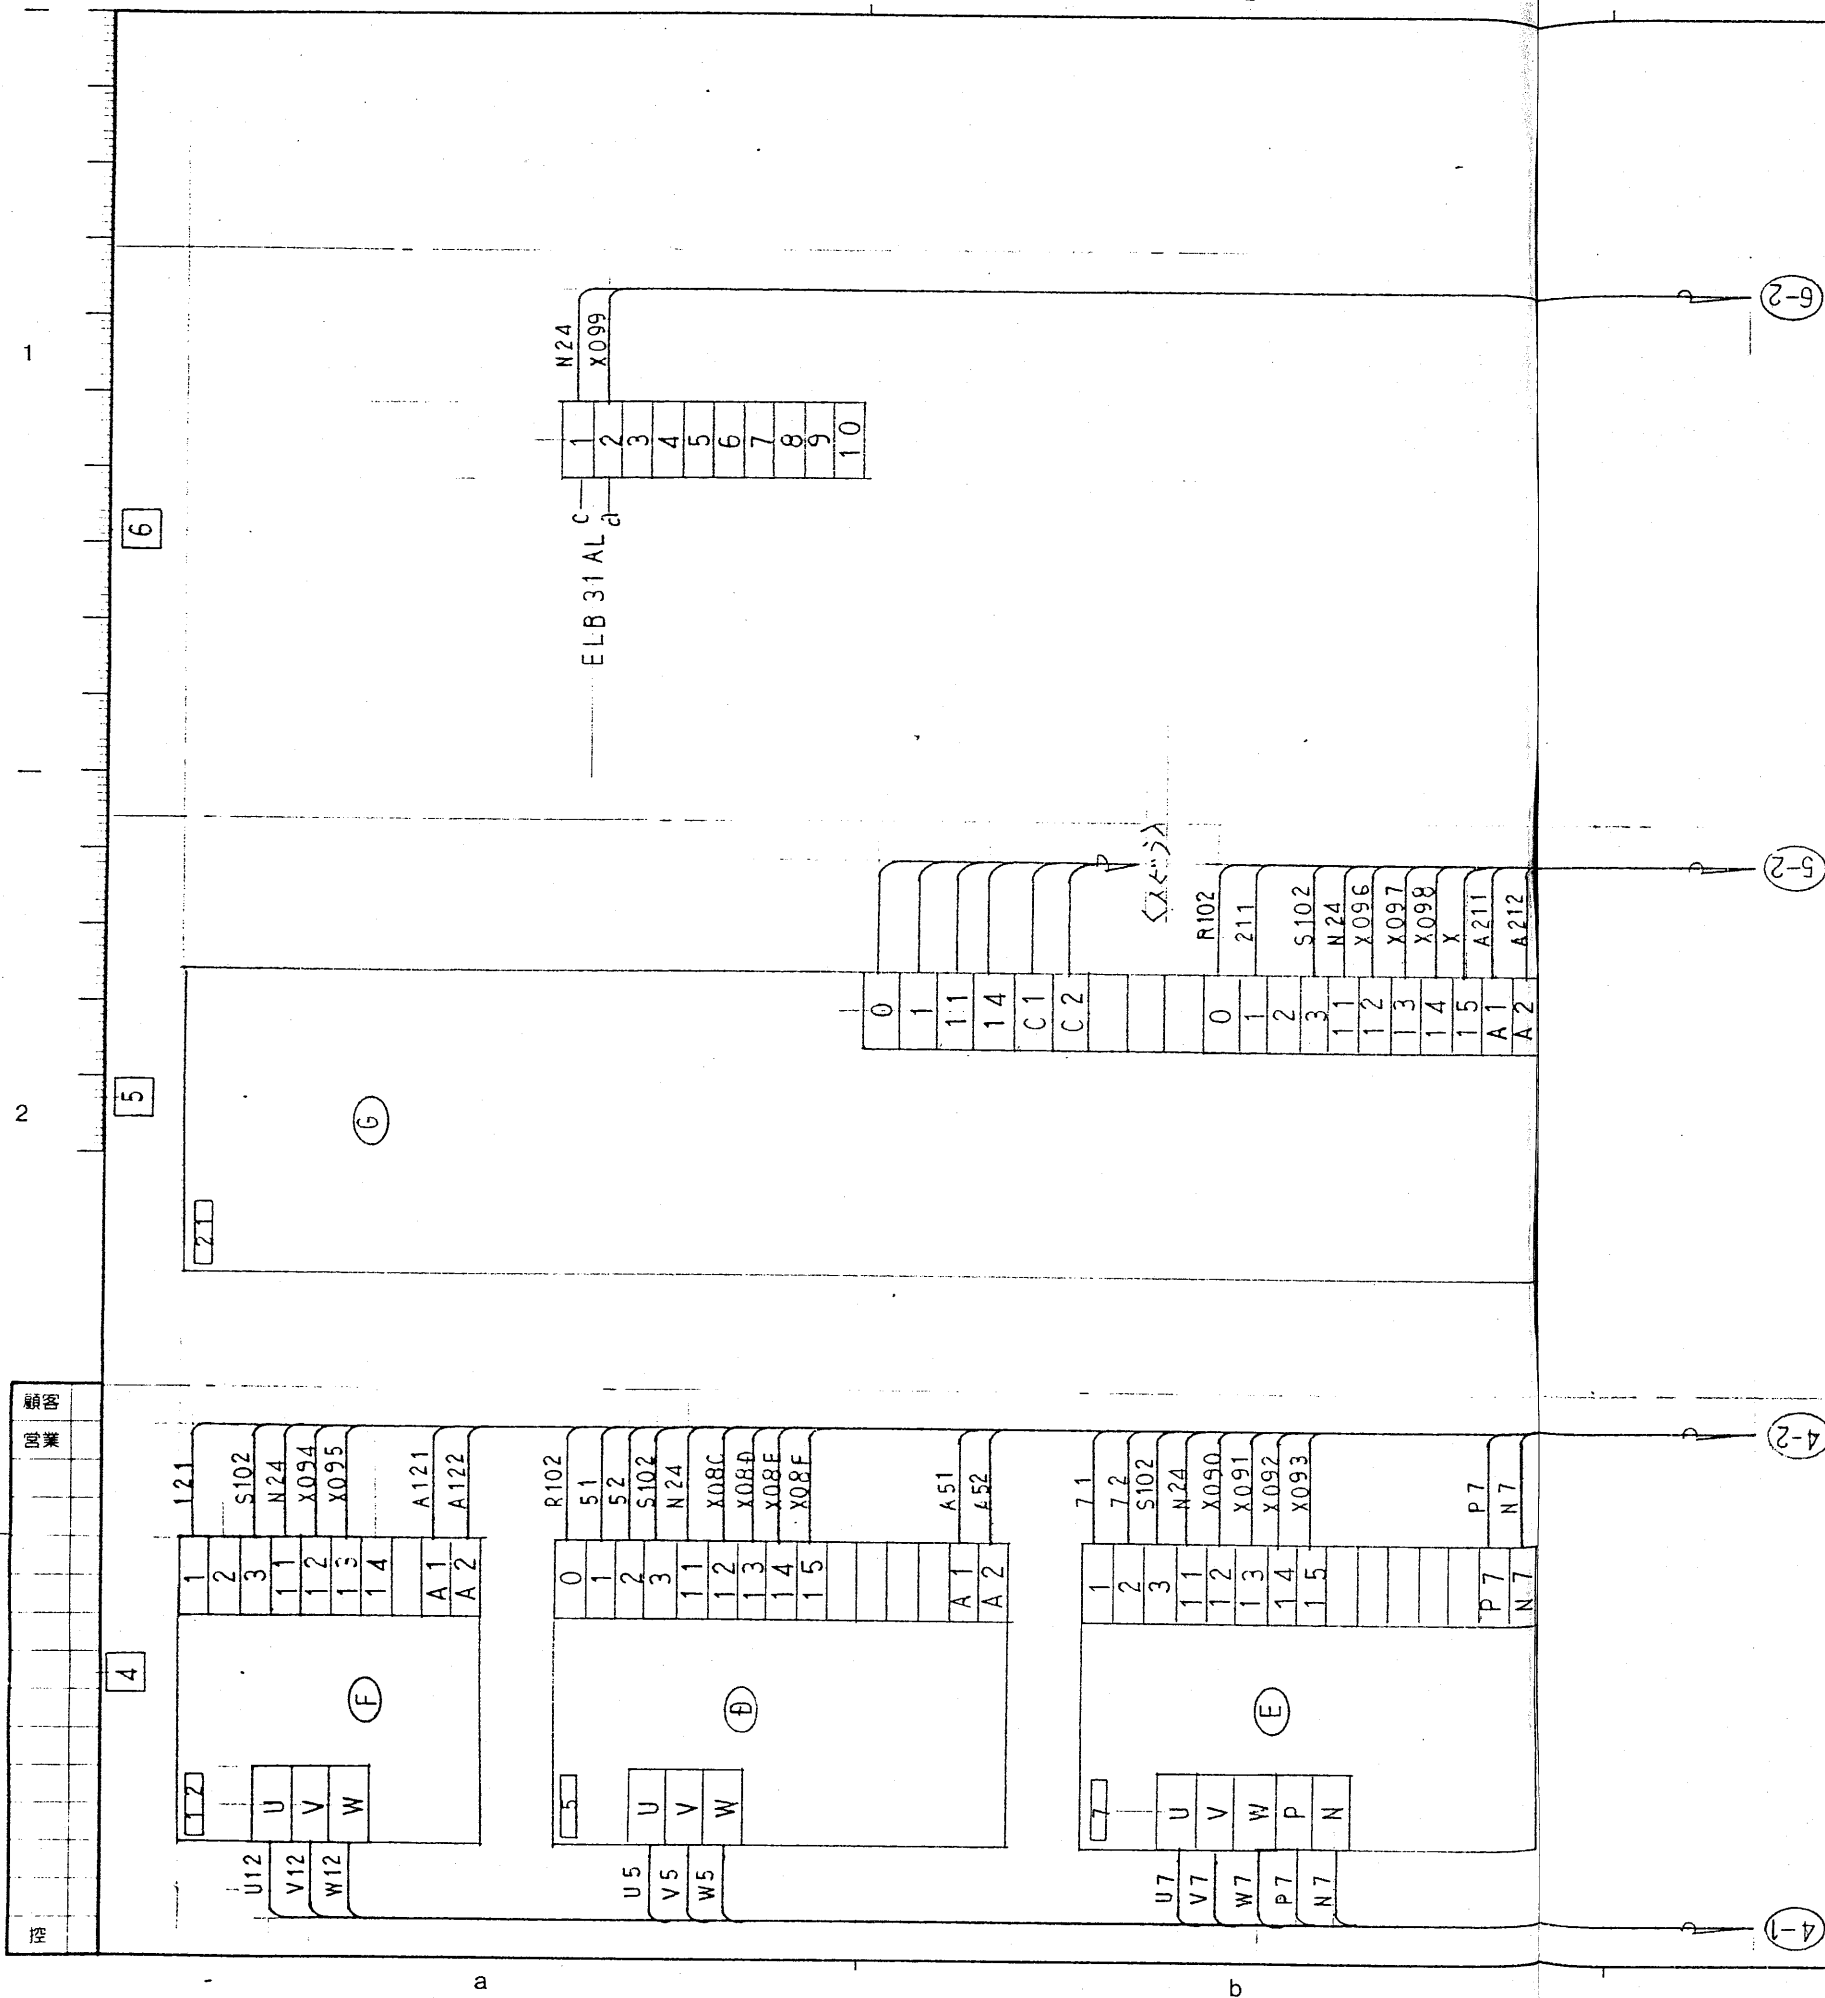 1
6
N24
X099
1
2
3
4
5
6
7
8
9
10
ELB31AL
c
a
6-2
2
5
21
G
0
1
11
14
C1
C2
R102
211
S102
N24
X096
X097
X098
X
A211
A212
0
1
2
3
11
12
13
14
15
A1
A2
5-2
顧客
営業
控
4
121
S102
N24
X094
X095
A121
A122
1
2
3
11
12
13
14
A1
A2
12
F
U
V
W
U12
V12
W12
R102
51
52
S102
N24
X08C
X08D
X08E
X08F
A51
A52
0
1
2
3
11
12
13
14
15
A1
A2
5
D
U
V
W
U5
V5
W5
71
72
S102
N24
X090
X091
X092
X093
P7
N7
1
2
3
11
12
13
14
15
P7
N7
7
E
U
V
W
P
N
U7
V7
W7
P7
N7
4-2
4-1
a
b